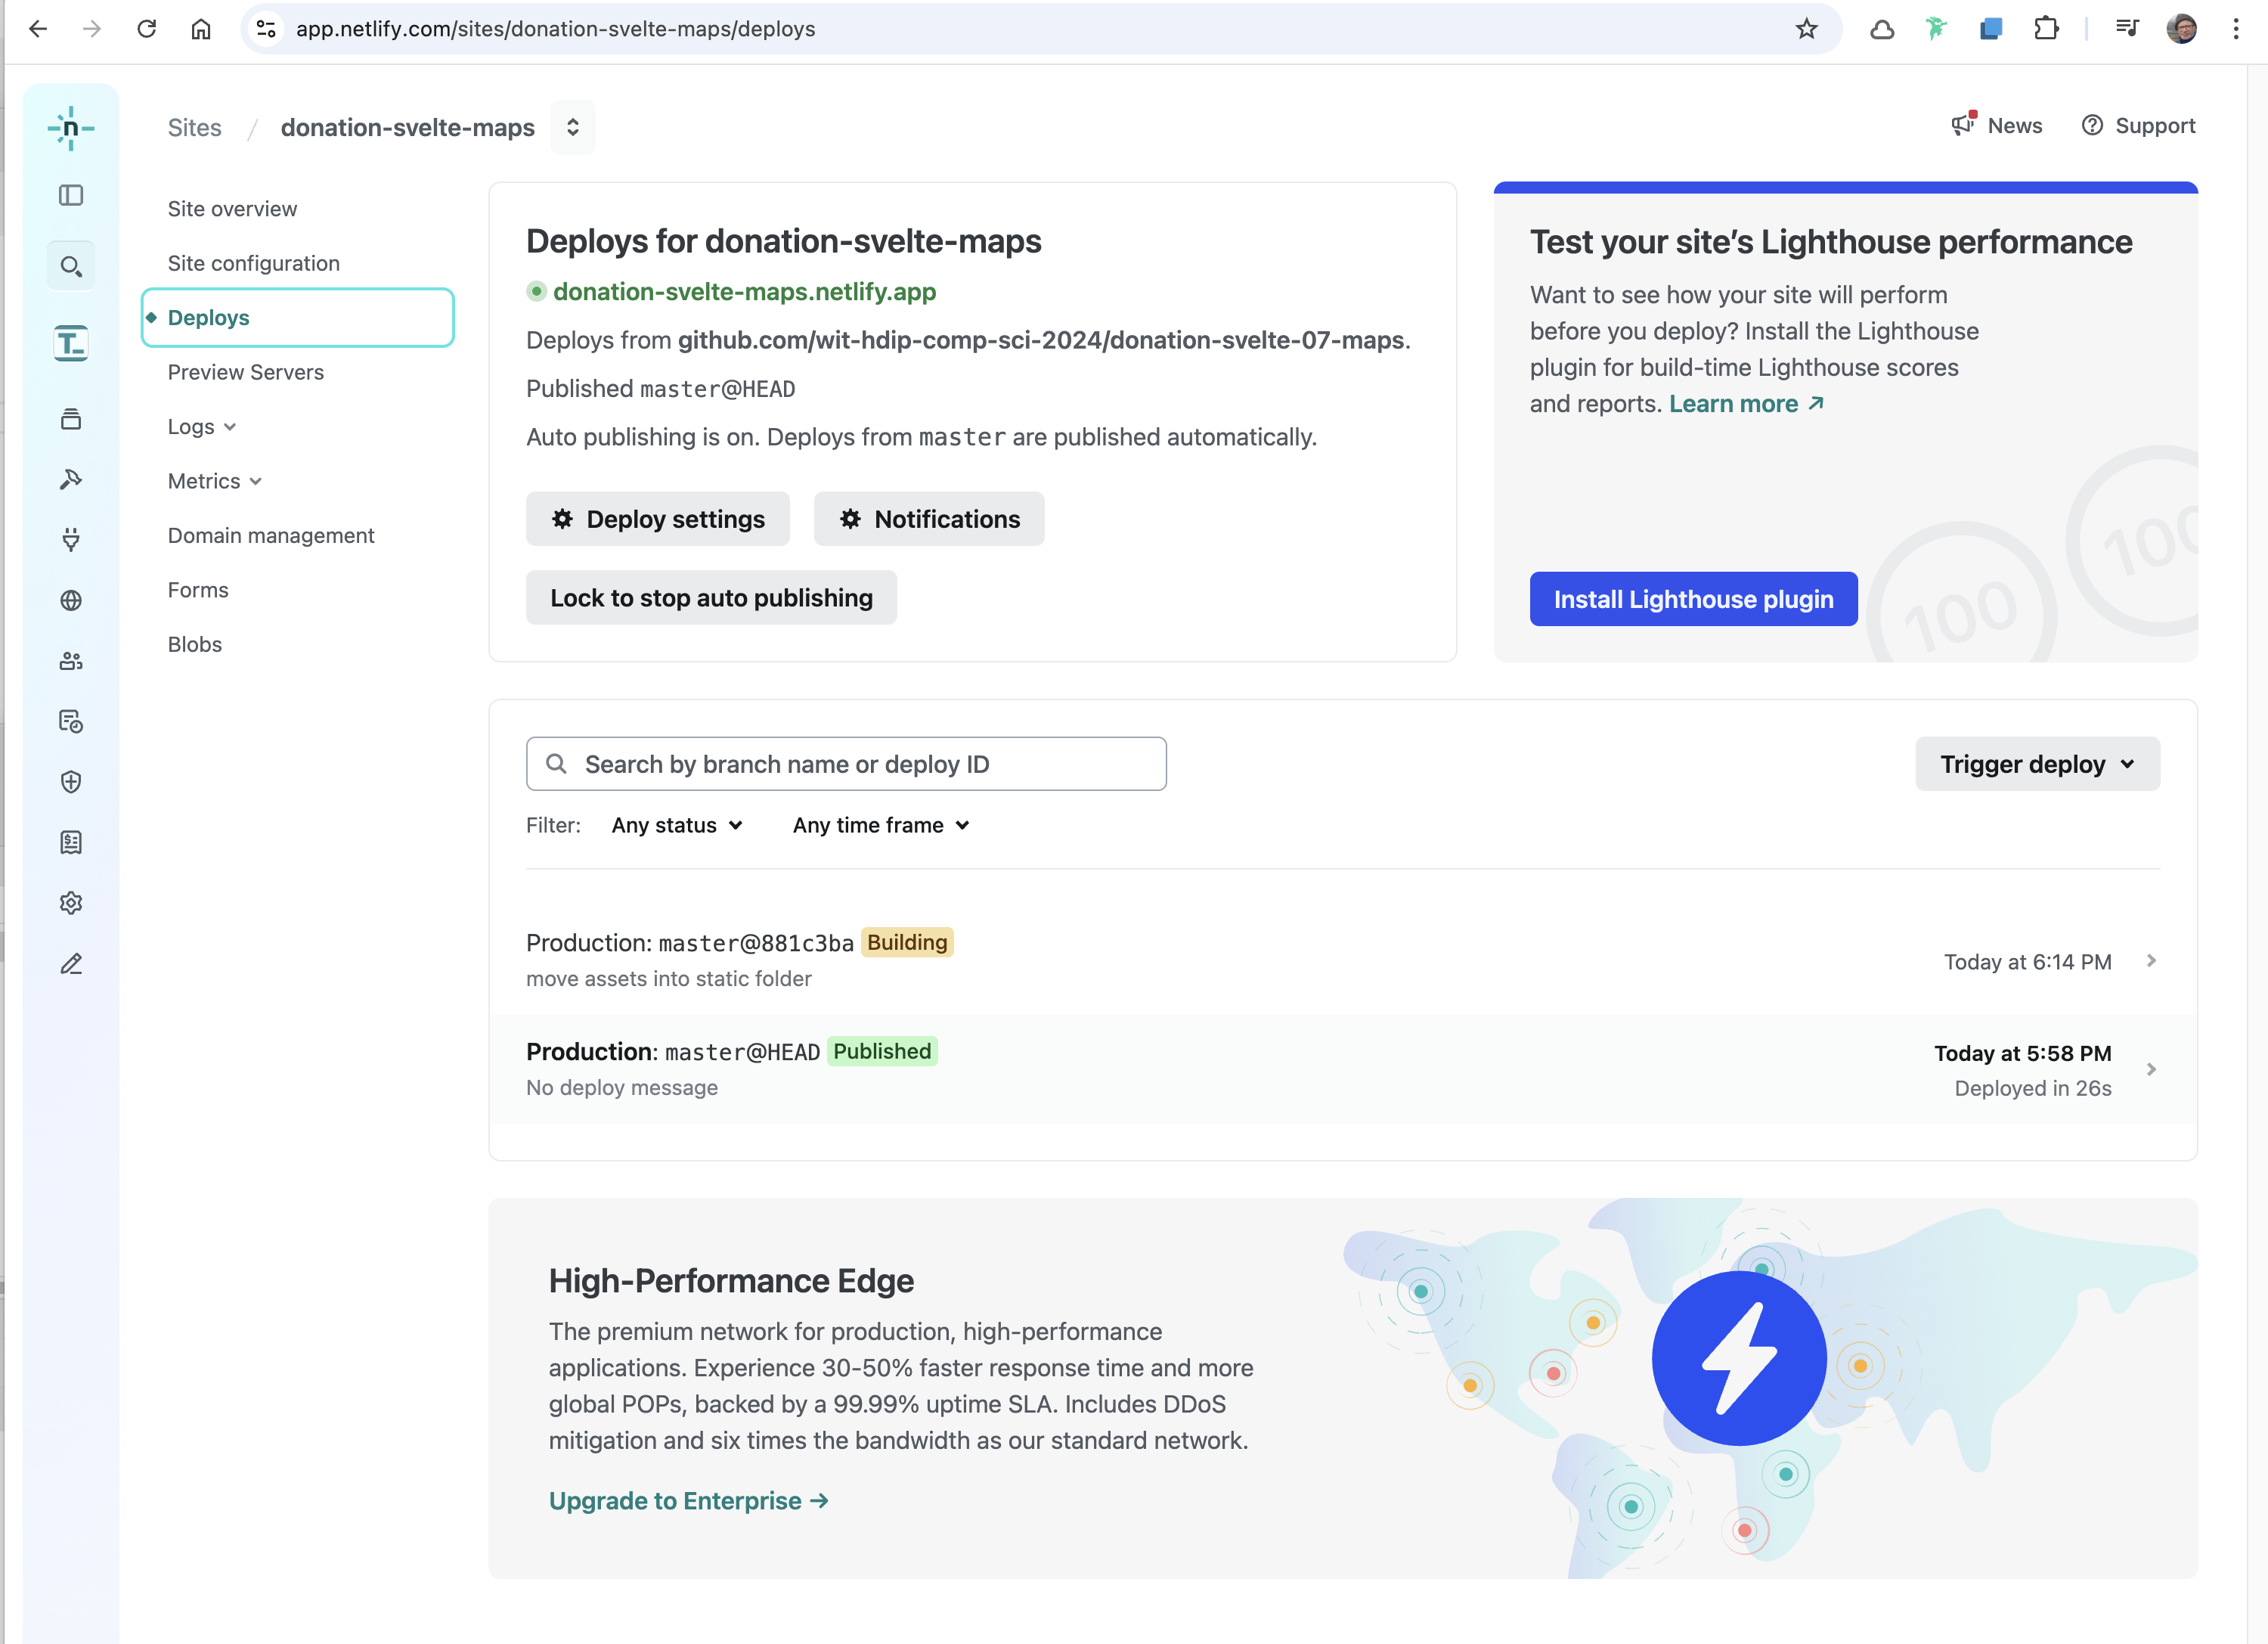 app.netlify.com/sites/donation-svelte-maps/deploys
n
Sites / donation-svelte-maps
News
Support
T_
Site overview
Site configuration
Deploys
Preview Servers
Logs
Metrics
Domain management
Forms
Blobs
Deploys for donation-svelte-maps
donation-svelte-maps.netlify.app
Deploys from github.com/wit-hdip-comp-sci-2024/donation-svelte-07-maps.
Published master@HEAD
Auto publishing is on. Deploys from master are published automatically.
Deploy settings
Notifications
Lock to stop auto publishing
Test your site's Lighthouse performance
Want to see how your site will perform
before you deploy? Install the Lighthouse
plugin for build-time Lighthouse scores
and reports. Learn more ↗
Install Lighthouse plugin
100
100
Search by branch name or deploy ID
Trigger deploy
Filter: Any status Any time frame
Production: master@881c3ba Building
move assets into static folder
Today at 6:14 PM
Production: master@HEAD Published
No deploy message
Today at 5:58 PM
Deployed in 26s
High-Performance Edge
The premium network for production, high-performance
applications. Experience 30-50% faster response time and more
global POPs, backed by a 99.99% uptime SLA. Includes DDoS
mitigation and six times the bandwidth as our standard network.
Upgrade to Enterprise →